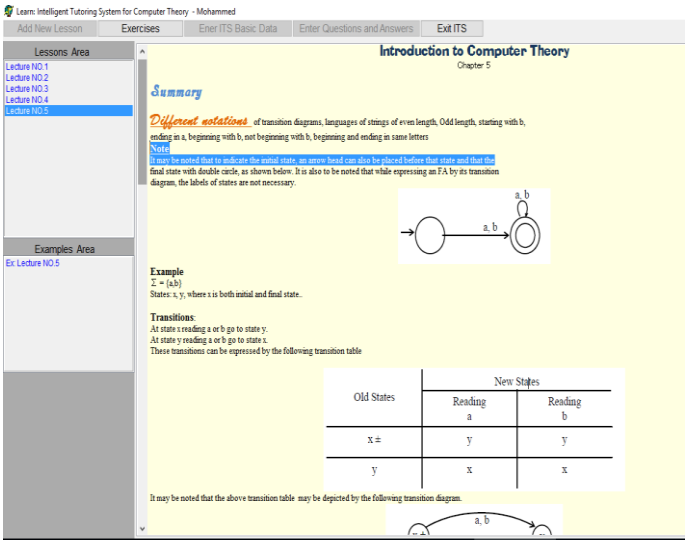 Learn: Intelligent Tutoring System for Computer Theory - Mohammed
Add New Lesson Exercises Ener ITS Basic Data Enter Questions and Answers Exit ITS
Lessons Area
Lecture NO.1
Lecture NO.2
Lecture NO.3
Lecture NO.4
Lecture NO.5
Examples Area
Ex: Lecture NO.5
Introduction to Computer Theory
Chapter 5
Summary
Different notations of transition diagrams, languages of strings of even length, Odd length, starting with b,
ending in a, beginning with b, not beginning with b, beginning and ending in same letters
Note
It may be noted that to indicate the initial state, an arrow head can also be placed before that state and that the
final state with double circle, as shown below. It is also to be noted that while expressing an FA by its transition
diagram, the labels of states are not necessary.
a, b
a, b
Example
Σ = {a,b}
States: x, y, where x is both initial and final state..
Transitions:
At state x reading a or b go to state y.
At state y reading a or b go to state x.
These transitions can be expressed by the following transition table
Old States New States
Reading a Reading b
x ± y y
y x x
It may be noted that the above transition table may be depicted by the following transition diagram.
a, b